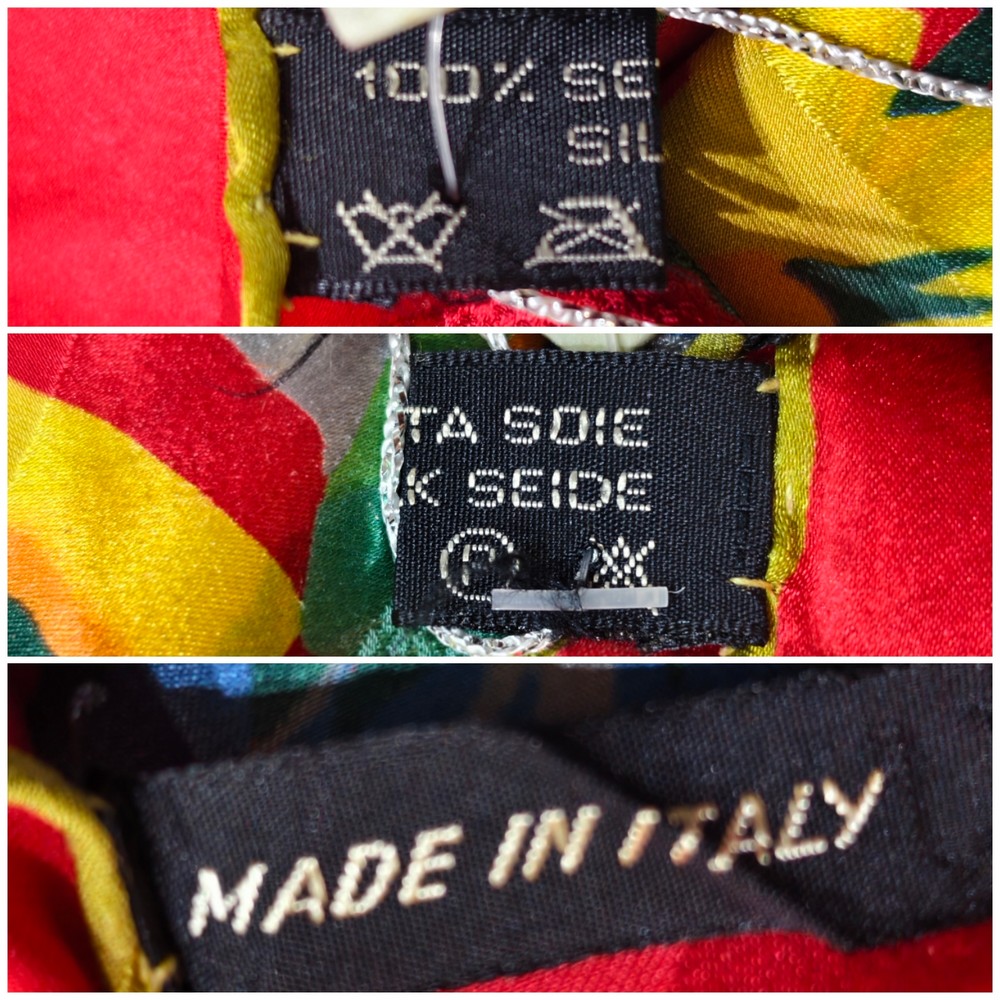 100% SE
SIL
TA SOIE
K SEIDE
P
MADE IN ITALY